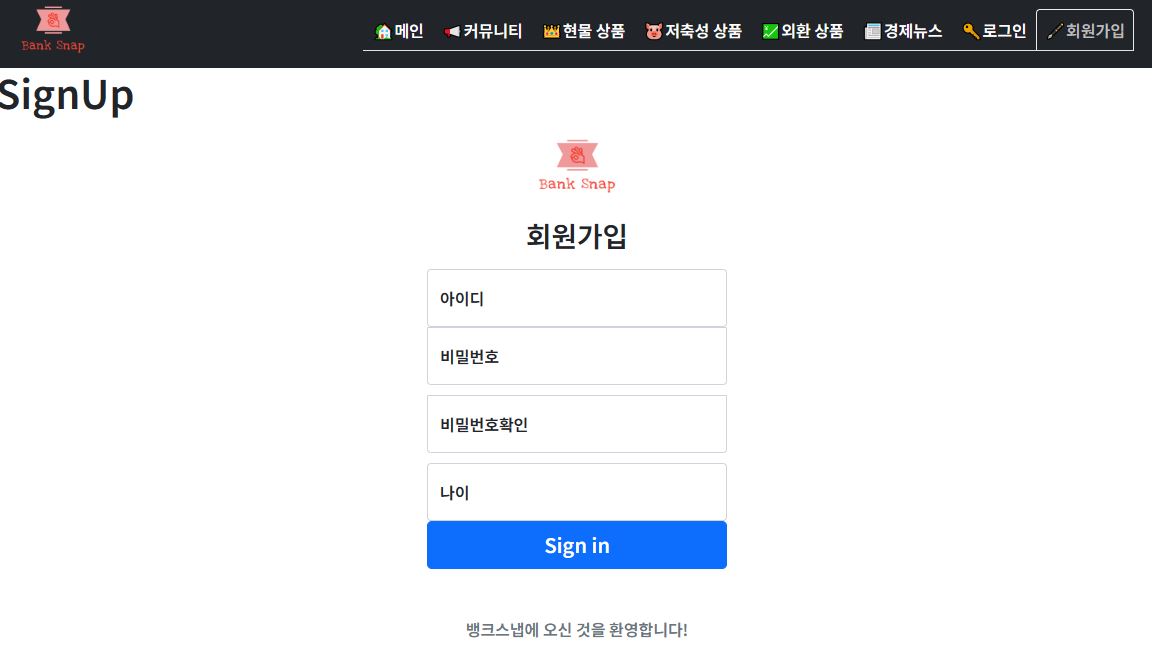 Bank Snap
메인 커뮤니티 현물 상품 저축성 상품 외환 상품 경제뉴스 로그인 회원가입
SignUp
Bank Snap
회원가입
아이디
비밀번호
비밀번호확인
나이
Sign in
뱅크스냅에 오신 것을 환영합니다!